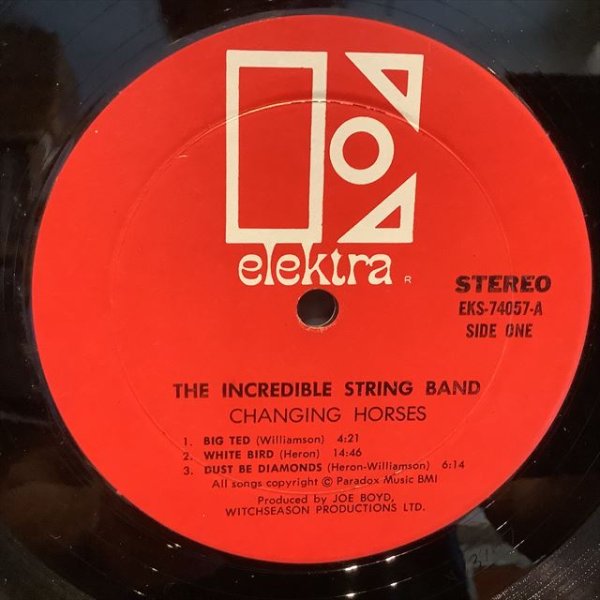 elektra ®
STEREO
EKS-74057-A
SIDE ONE
THE INCREDIBLE STRING BAND
CHANGING HORSES
1. BIG TED (Williamson) 4:21
2. WHITE BIRD (Heron) 14:46
3. DUST BE DIAMONDS (Heron-Williamson) 6:14
All songs copyright © Paradox Music BMI
Produced by JOE BOYD,
WITCHSEASON PRODUCTIONS LTD.